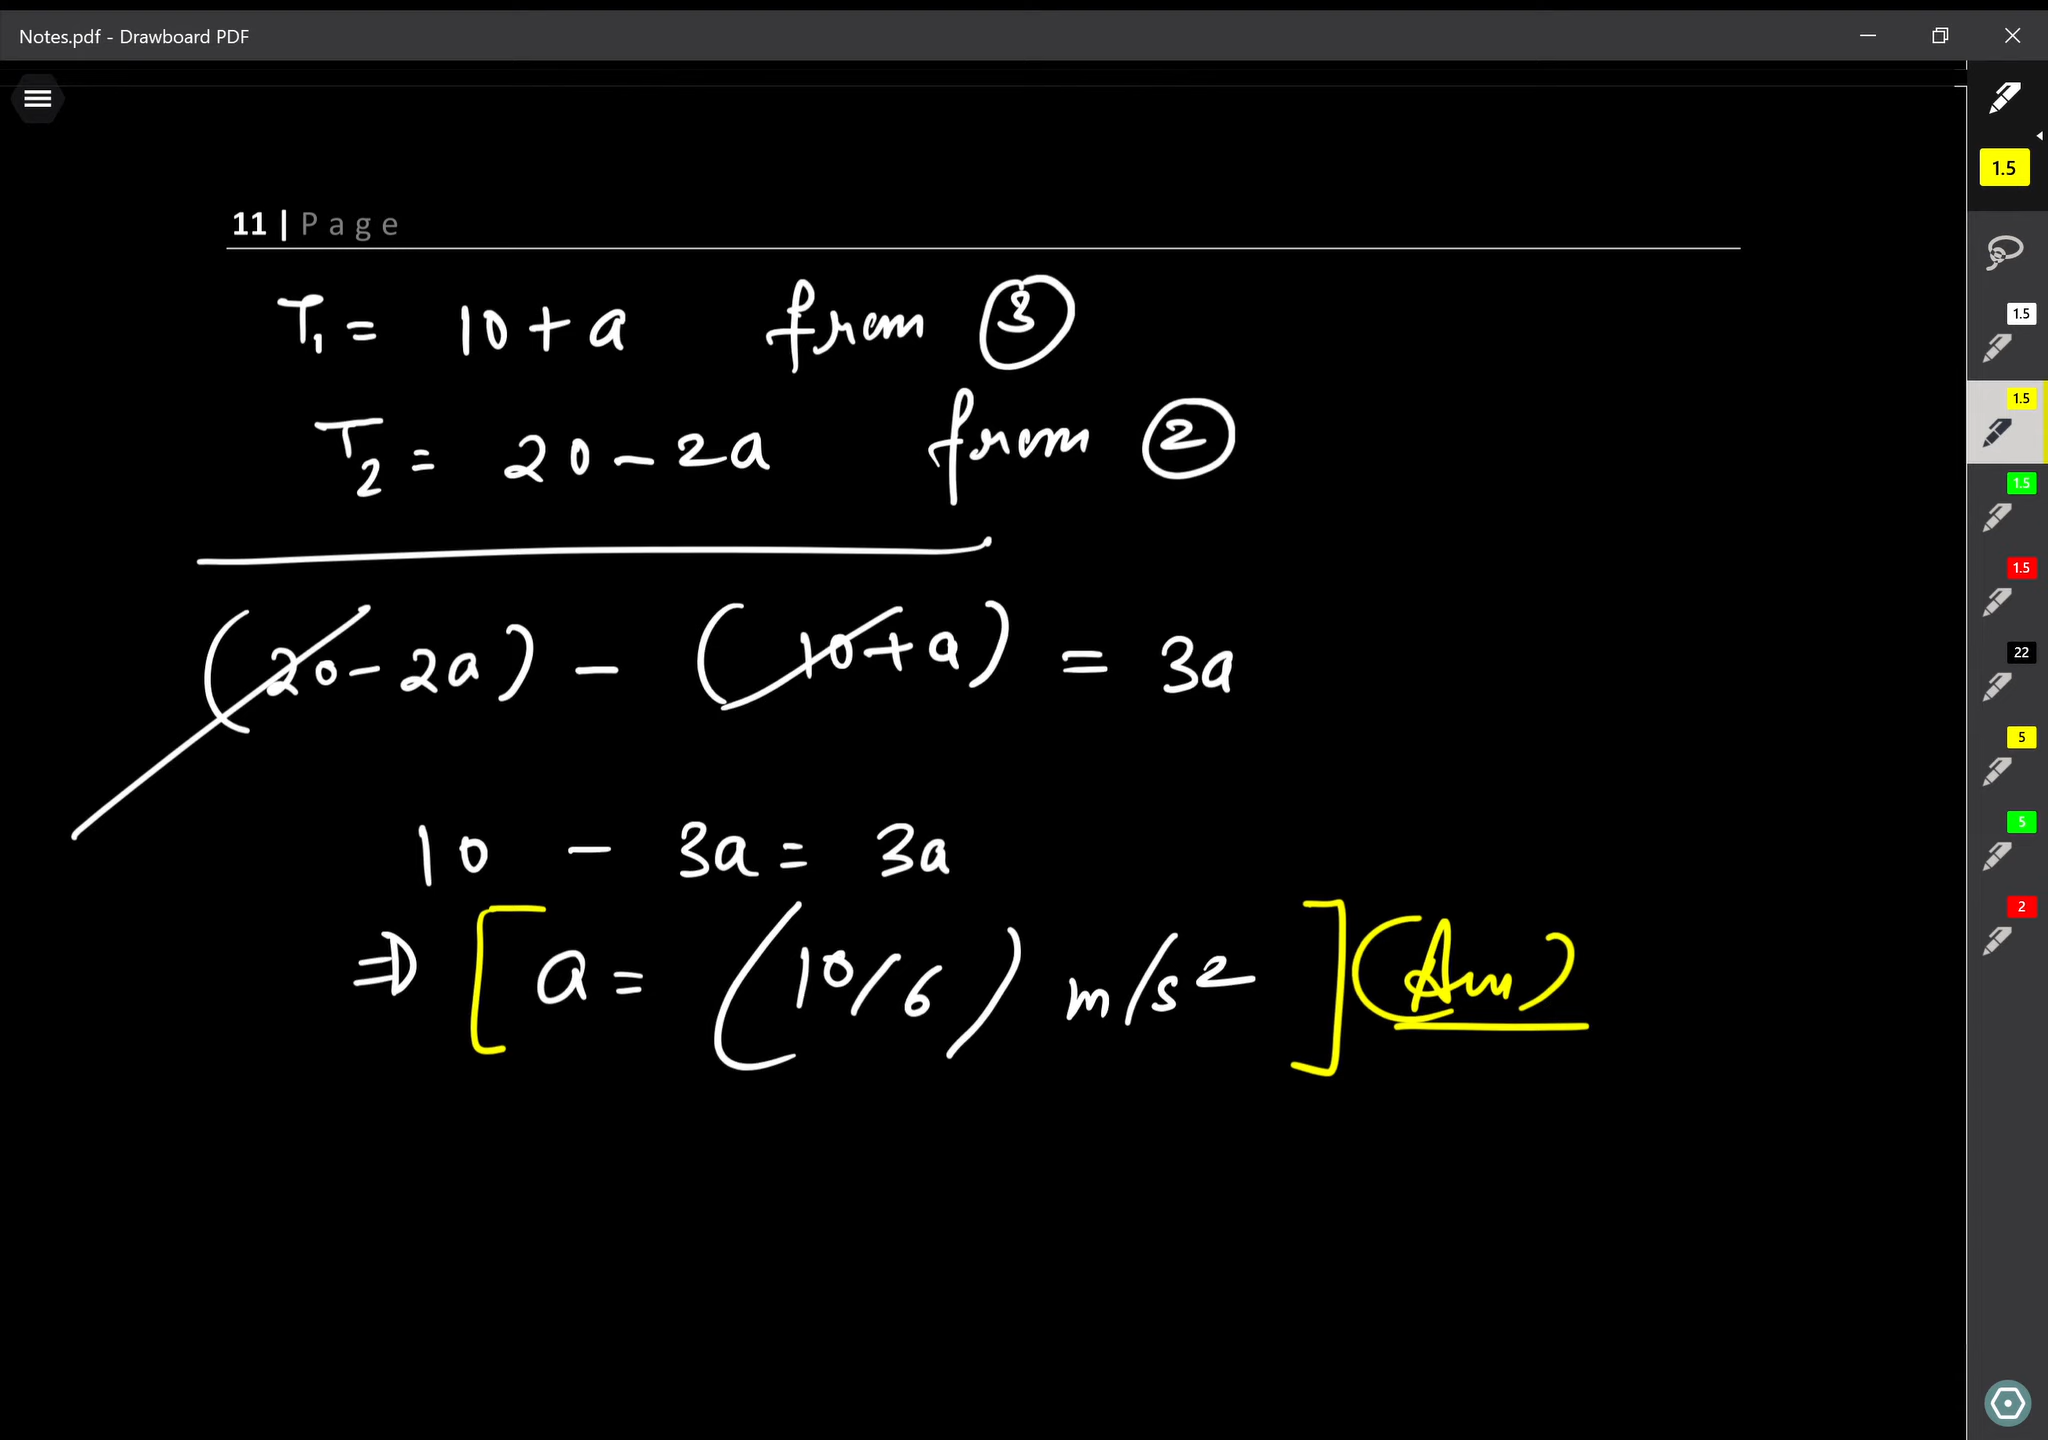 Notes.pdf - Drawboard PDF
1.5
11 | Page
T₁ = 10 + a from ③
T₂ = 20 - 2a from ②
(20 - 2a) - (10 + a) = 3a
10 - 3a = 3a
⇒ [a = (10/6) m/s²] (Ans)
1.5
1.5
1.5
1.5
22
5
5
2